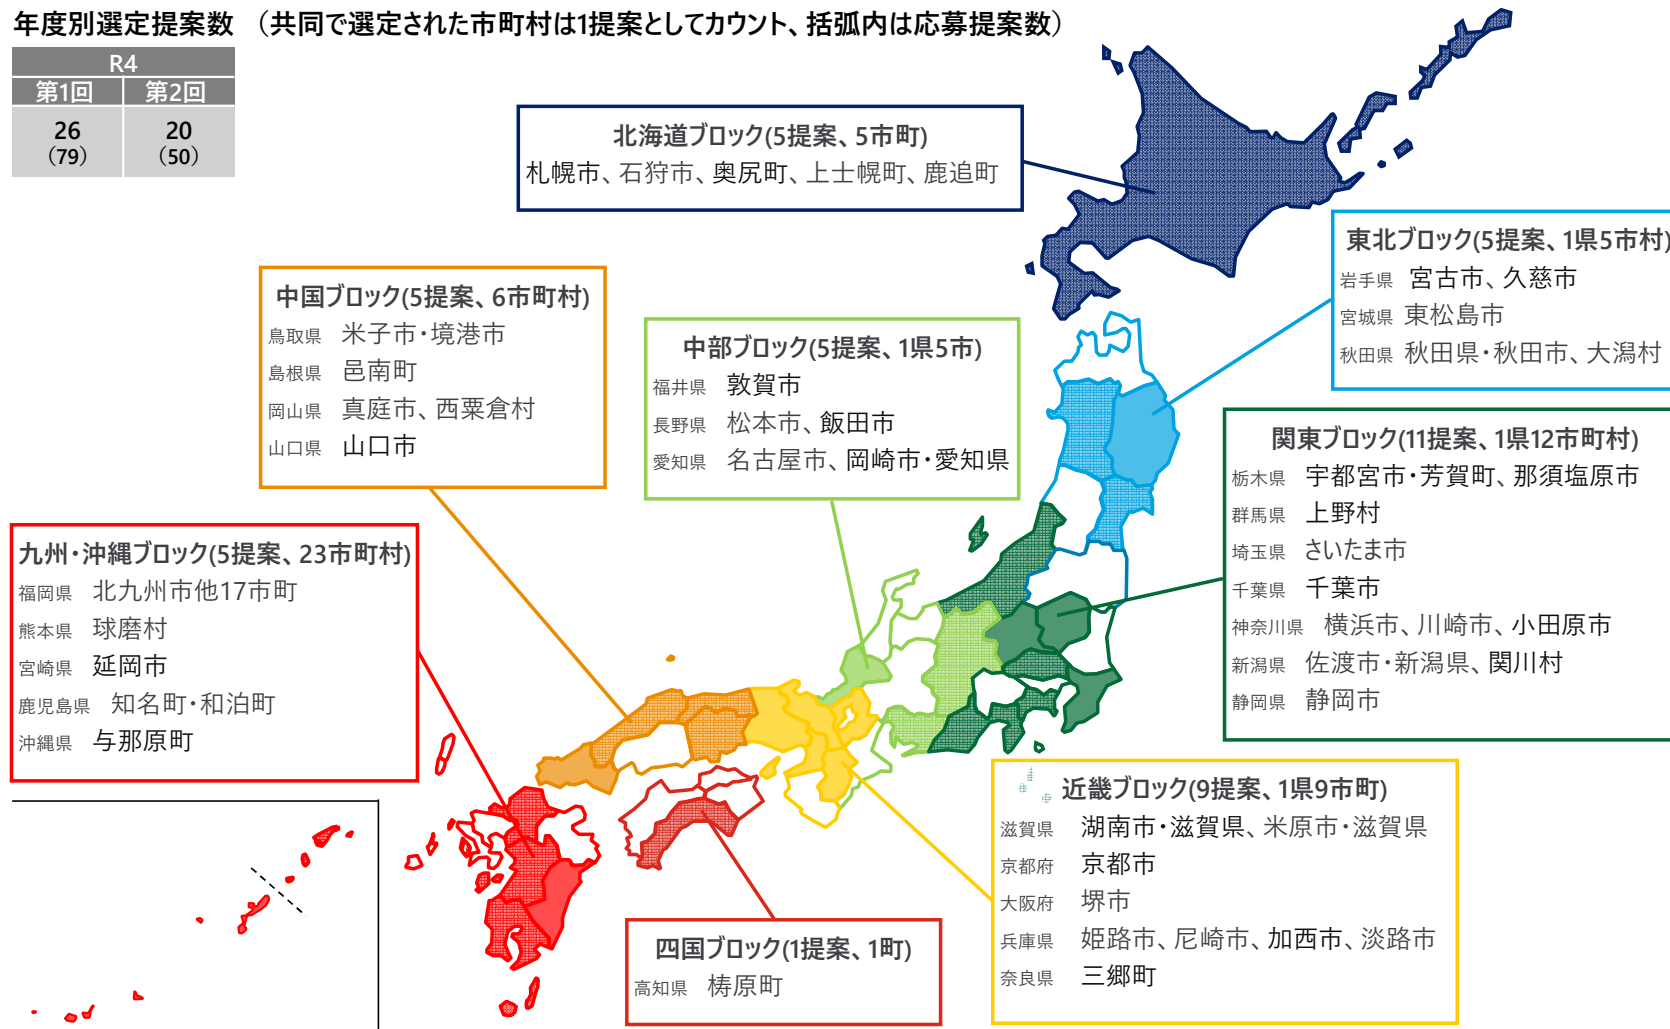 年度別選定提案数 （共同で選定された市町村は1提案としてカウント、括弧内は応募提案数）
R4
第1回 第2回
26 20
（79） （50）
北海道ブロック(5提案、5市町)
札幌市、石狩市、奥尻町、上士幌町、鹿追町
東北ブロック(5提案、1県5市村)
岩手県 宮古市、久慈市
宮城県 東松島市
秋田県 秋田県・秋田市、大潟村
中国ブロック(5提案、6市町村)
鳥取県 米子市・境港市
島根県 邑南町
岡山県 真庭市、西粟倉村
山口県 山口市
中部ブロック(5提案、1県5市)
福井県 敦賀市
長野県 松本市、飯田市
愛知県 名古屋市、岡崎市・愛知県
関東ブロック(11提案、1県12市町村)
栃木県 宇都宮市・芳賀町、那須塩原市
群馬県 上野村
埼玉県 さいたま市
千葉県 千葉市
神奈川県 横浜市、川崎市、小田原市
新潟県 佐渡市・新潟県、関川村
静岡県 静岡市
九州・沖縄ブロック(5提案、23市町村)
福岡県 北九州市他17市町
熊本県 球磨村
宮崎県 延岡市
鹿児島県 知名町・和泊町
沖縄県 与那原町
近畿ブロック(9提案、1県9市町)
滋賀県 湖南市・滋賀県、米原市・滋賀県
京都府 京都市
大阪府 堺市
兵庫県 姫路市、尼崎市、加西市、淡路市
奈良県 三郷町
四国ブロック(1提案、1町)
高知県 梼原町